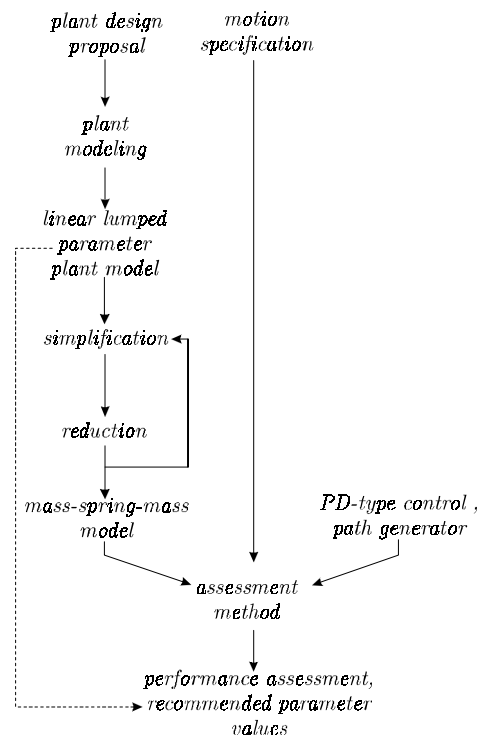 plant design
proposal
motion
specification
plant
modeling
linear lumped
parameter
plant model
simplification
reduction
mass-spring-mass
model
PD-type control ,
path generator
assessment
method
performance assessment,
recommended parameter
values